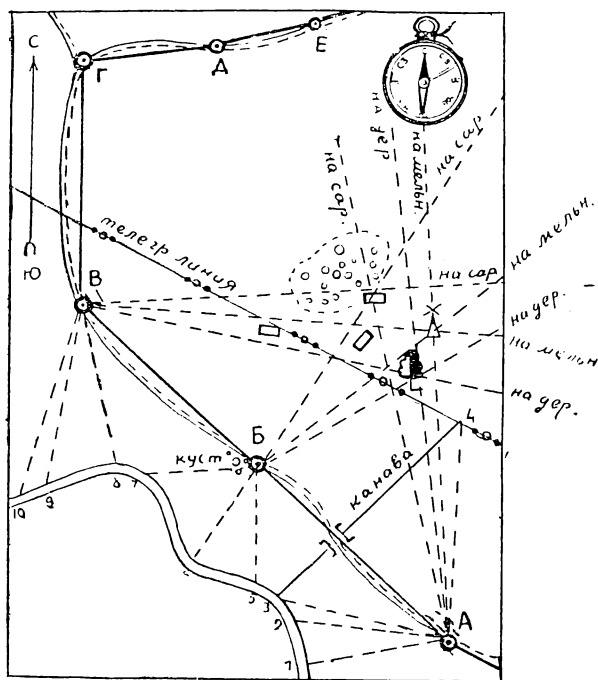 С
Ю
Г
Д
Е
на дер.
на мельн.
на сар.
на сар.
телегр линия
В
на сар
на мельн.
на дер.
на мельн
на дер.
4
Б
куст
канава
А
10
9
8
7
6
5
3
2
1